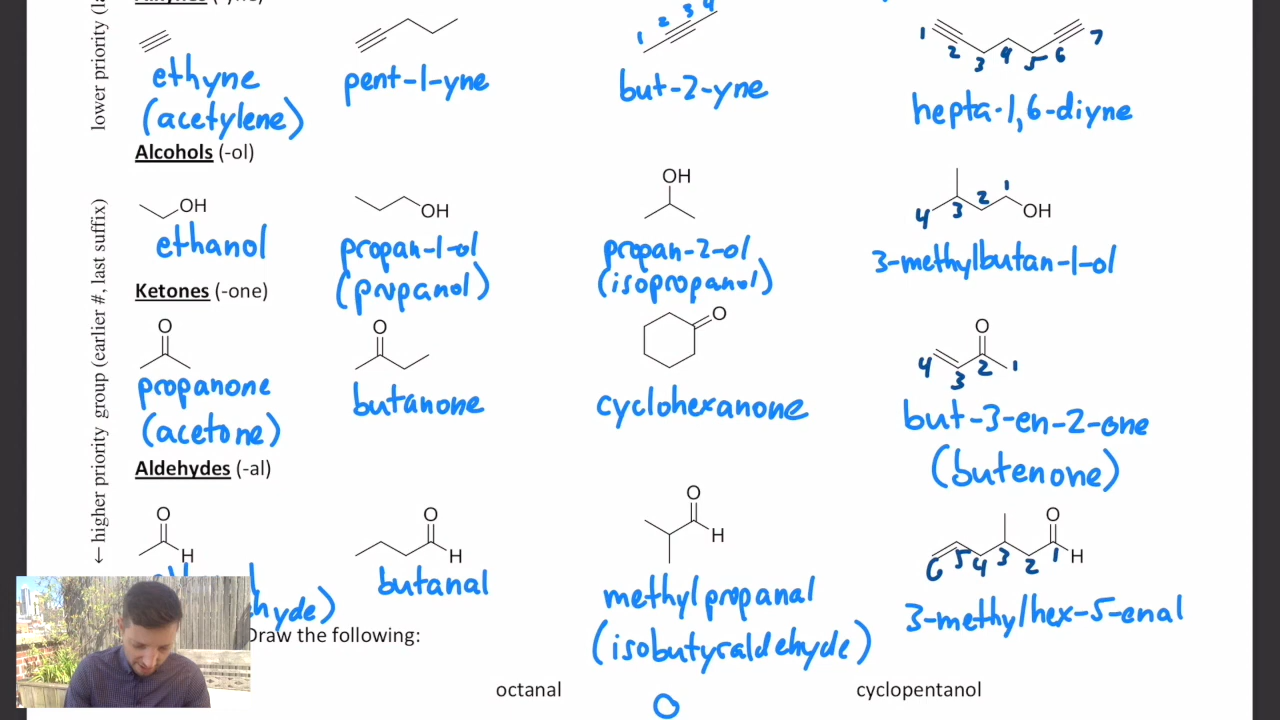 1 2 3 4
1 2 3 4 5 6 7
ethyne pent-1-yne but-2-yne hepta-1,6-diyne
(acetylene)
Alcohols (-ol)
OH OH OH OH
4 3 2 1
ethanol propan-1-ol propan-2-ol 3-methylbutan-1-ol
(propanol) (isopropanol)
Ketones (-one)
O O O O
4 3 2 1
propanone butanone cyclohexanone but-3-en-2-one
(acetone) (butenone)
Aldehydes (-al)
O O O O
H H H H
6 5 4 3 2 1
butanal methylpropanal 3-methylhex-5-enal
hyde) (isobutyraldehyde)
Draw the following:
octanal cyclopentanol
O
lower priority (la
← higher priority group (earlier #, last suffix)